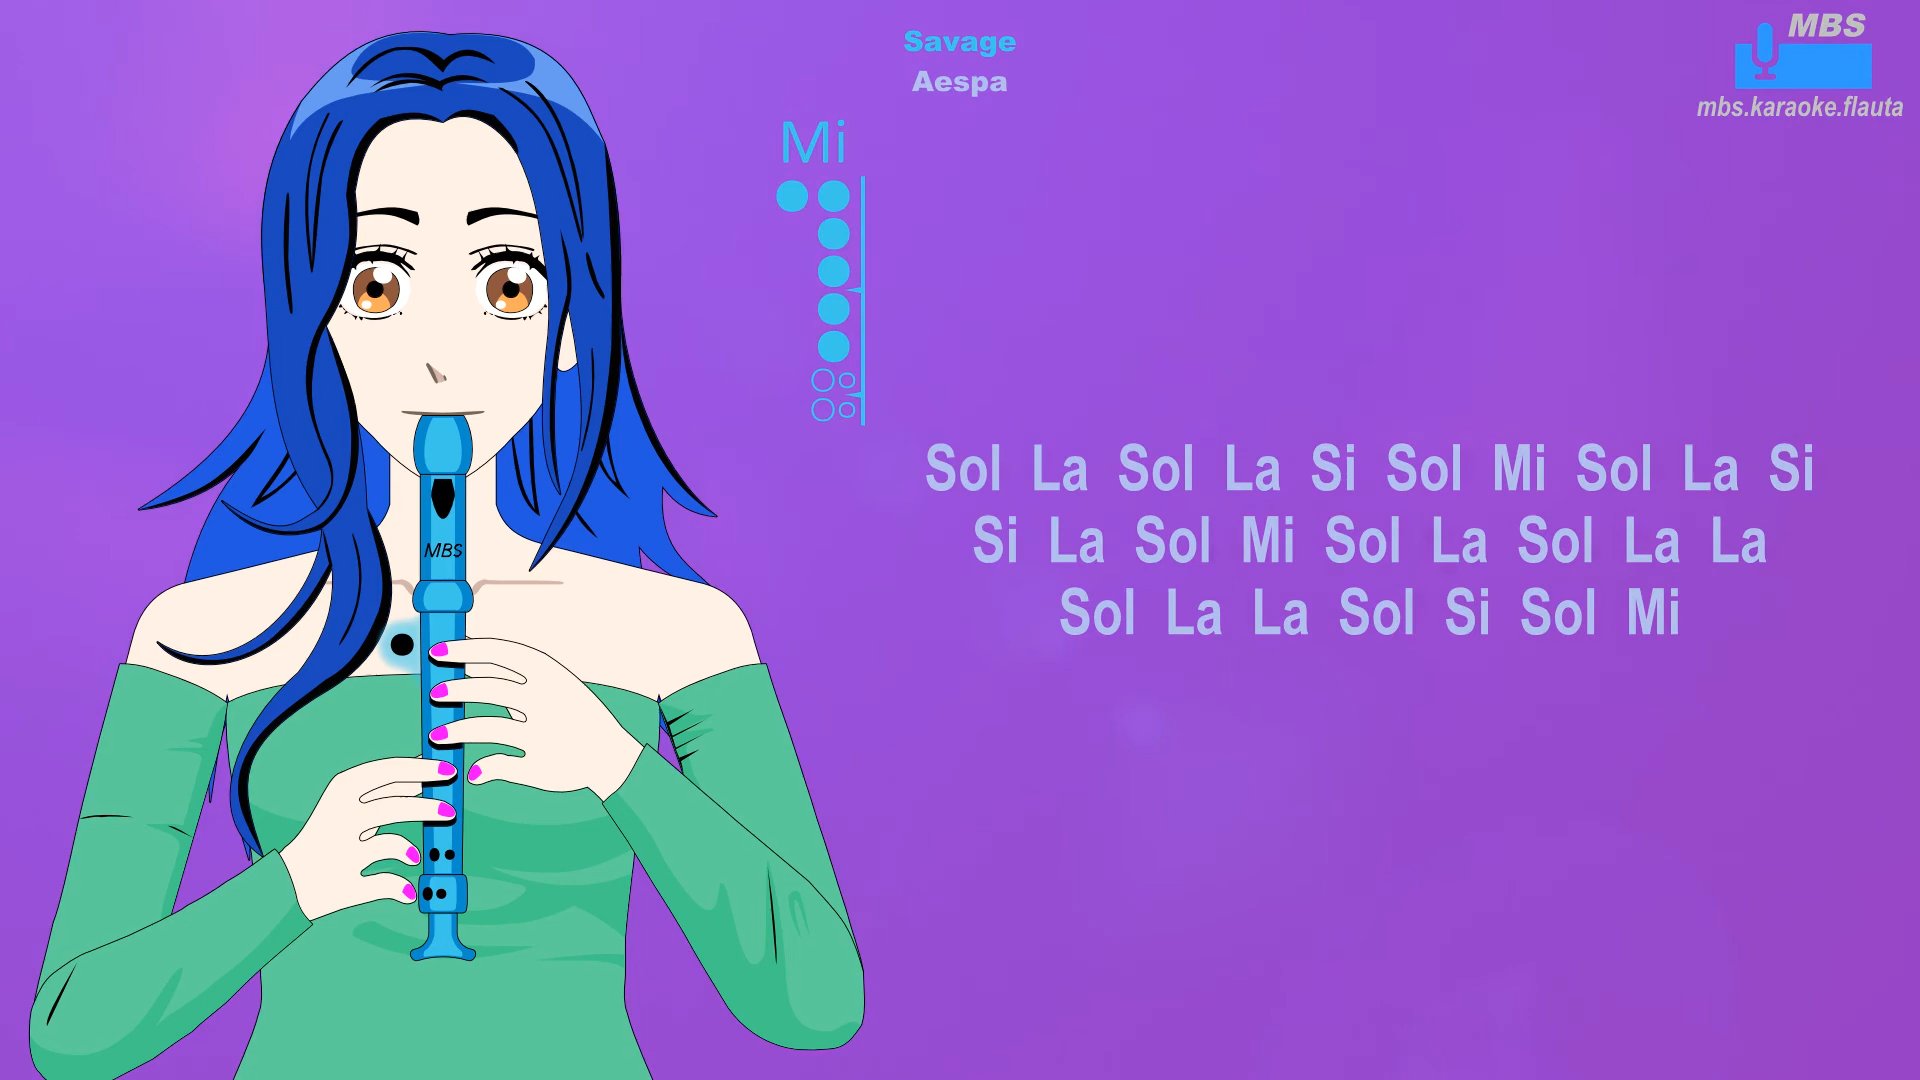 Savage
Aespa
MBS
mbs.karaoke.flauta
Mi
Sol La Sol La Si Sol Mi Sol La Si
Si La Sol Mi Sol La Sol La La
Sol La La Sol Si Sol Mi
MBS